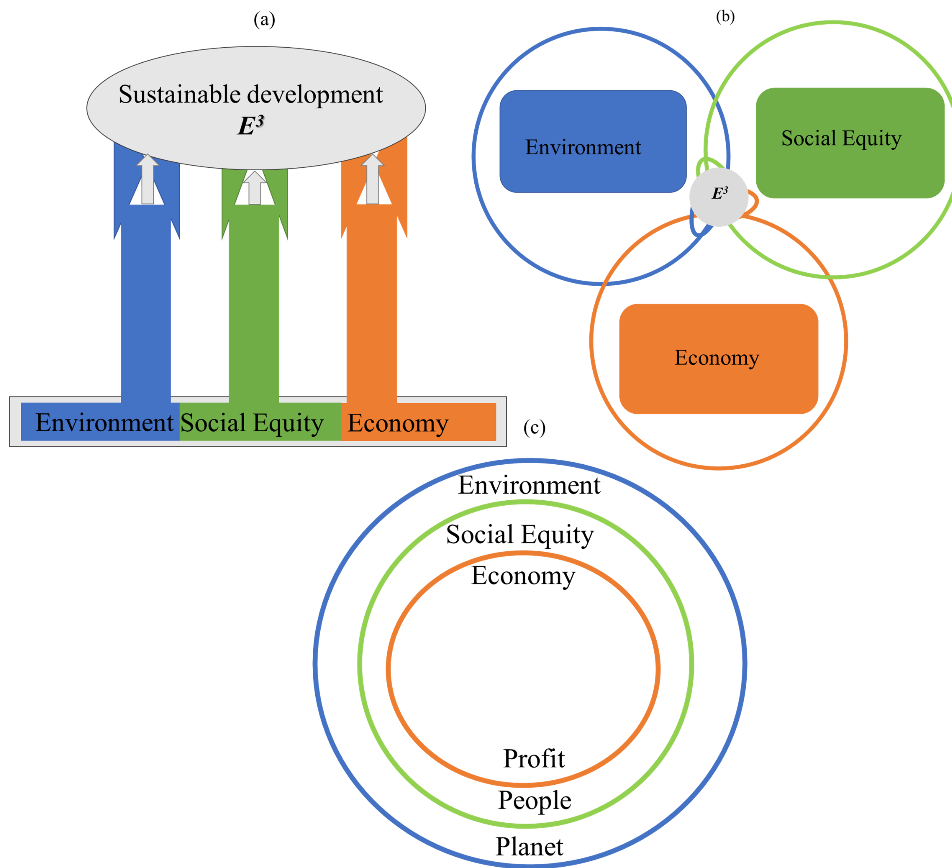 (a)
Sustainable development
E³
Environment Social Equity Economy
(b)
Environment
Social Equity
E³
Economy
(c)
Environment
Social Equity
Economy
Profit
People
Planet